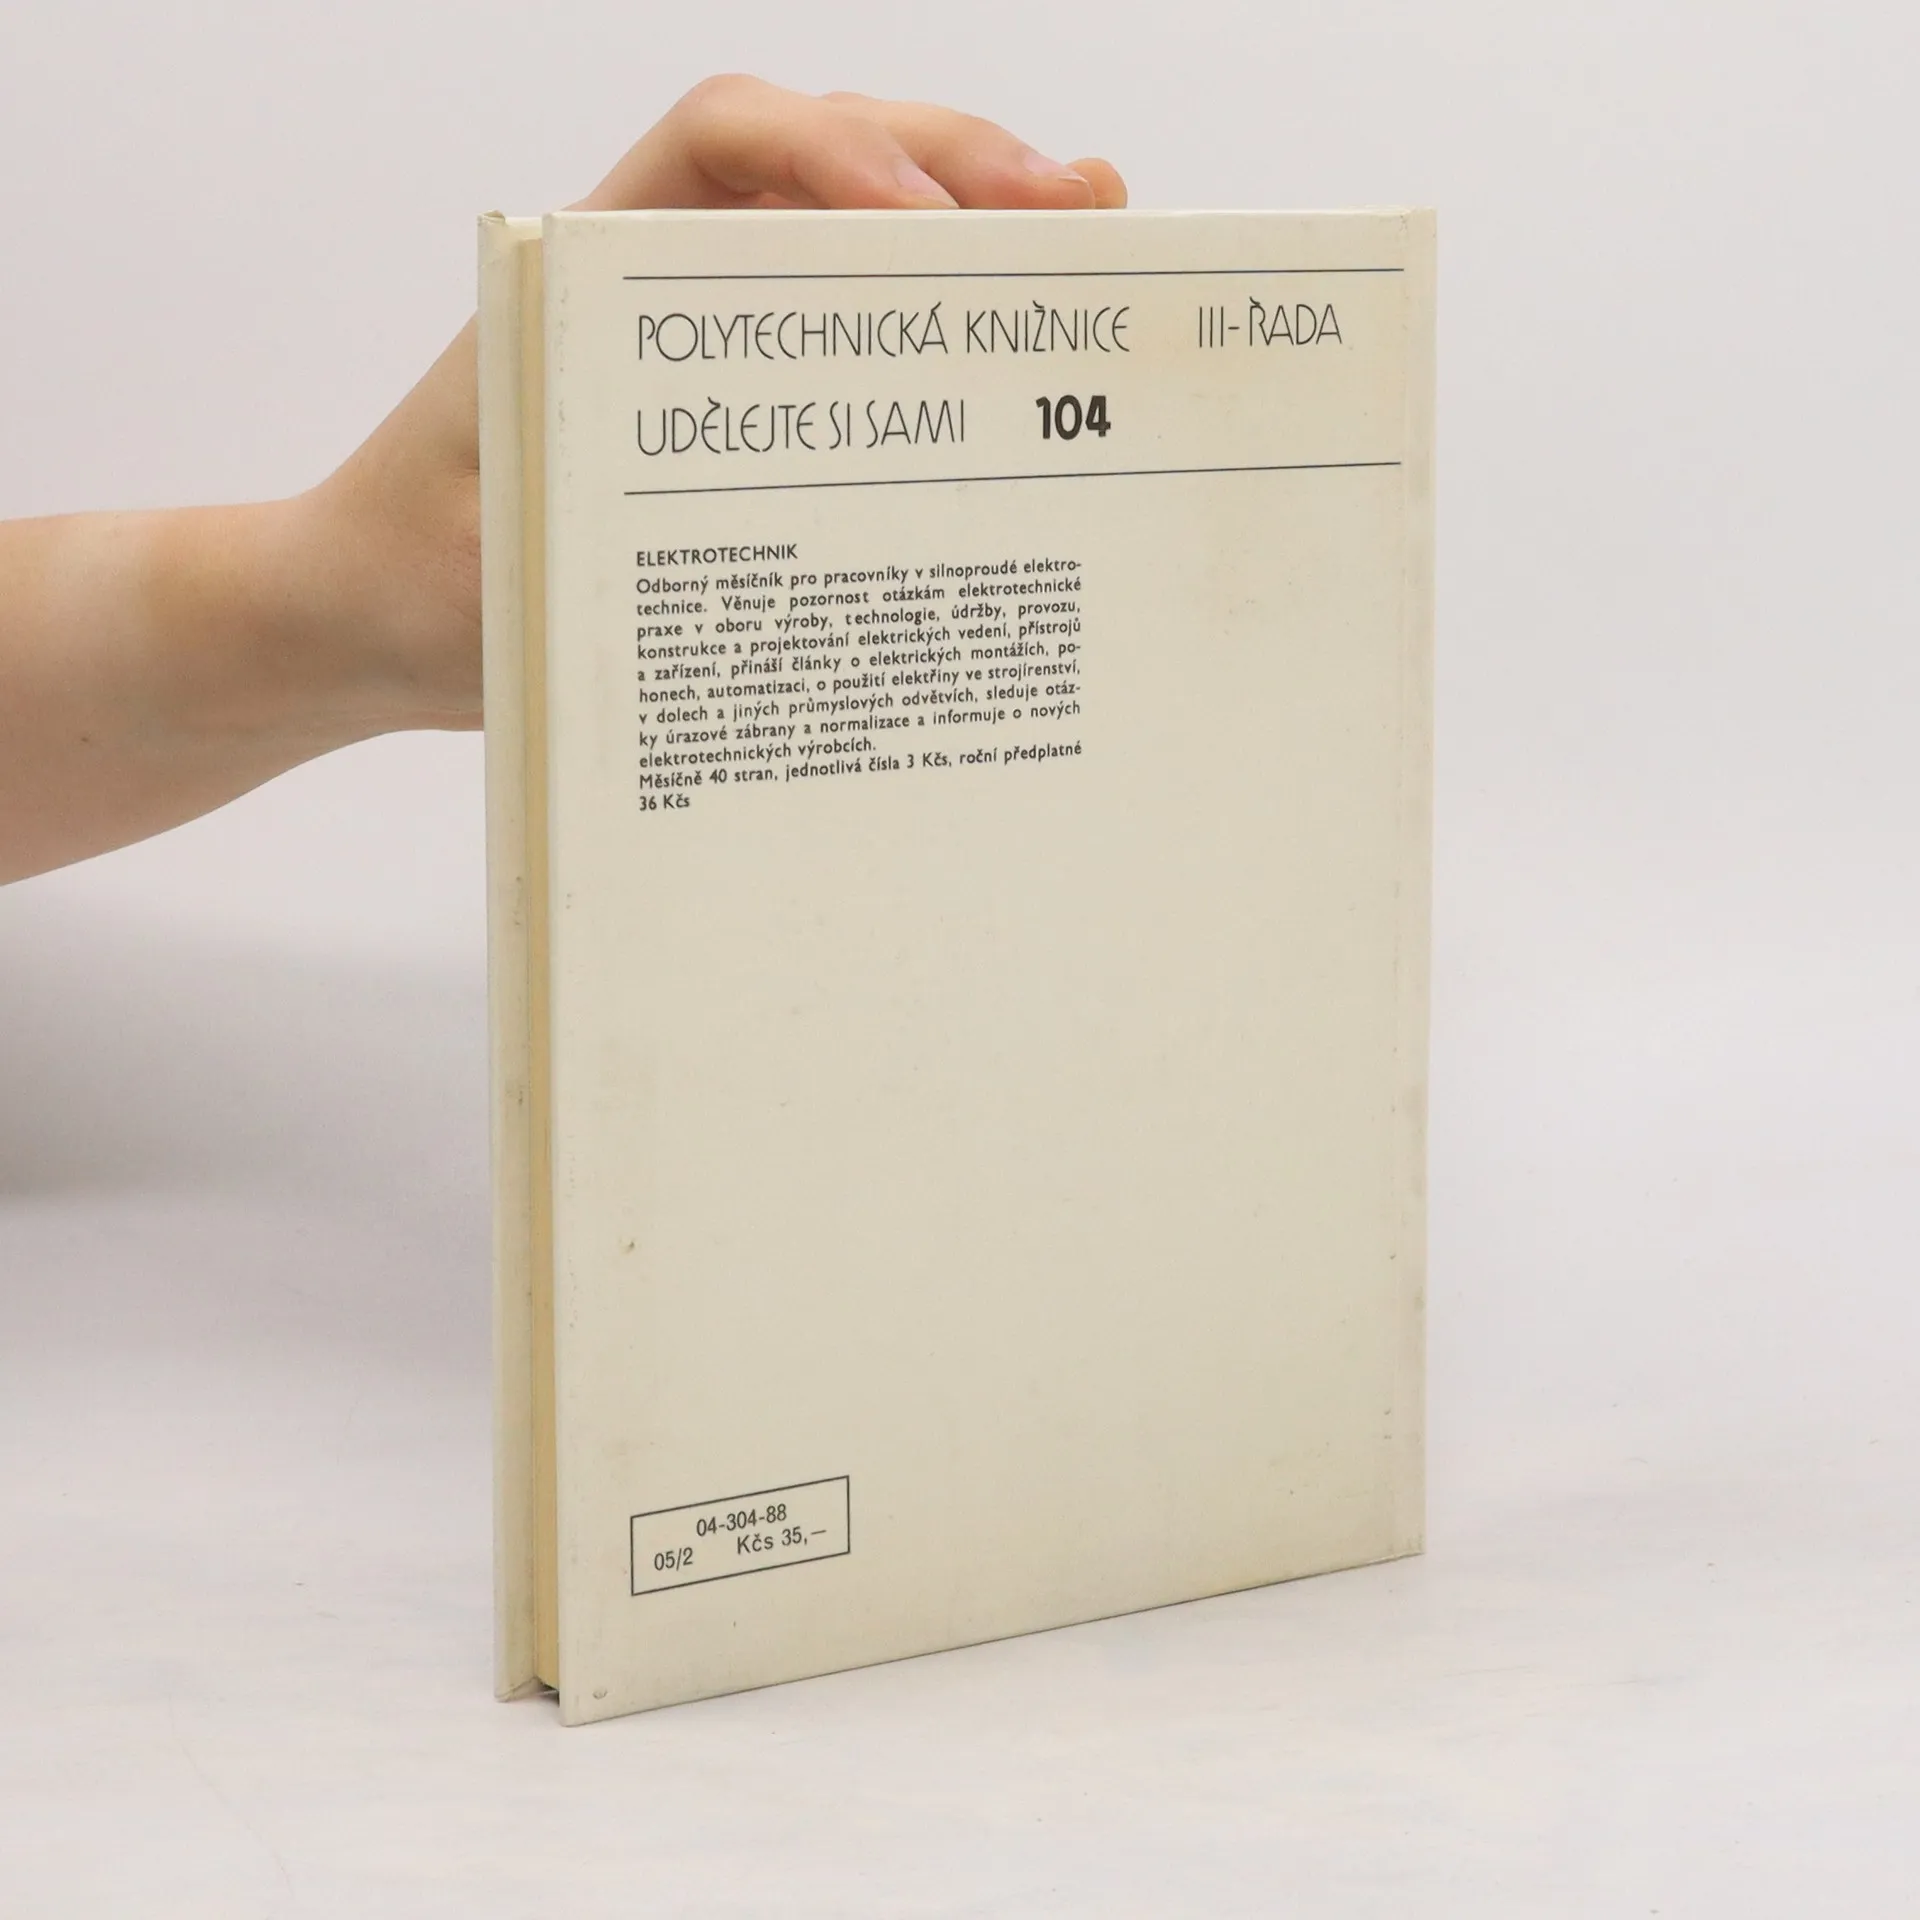 POLYTECHNICKÁ KNIŽNICE III-ŘADA
UDĚLEJTE SI SAMI 104
ELEKTROTECHNIK
Odborný měsíčník pro pracovníky v silnoproudé elektro-
technice. Věnuje pozornost otázkám elektrotechnické
praxe v oboru výroby, technologie, údržby, provozu,
konstrukce a projektování elektrických vedení, přístrojů
a zařízení, přináší články o elektrických montážích, po-
honech, automatizaci, o použití elektřiny ve strojírenství,
v dolech a jiných průmyslových odvětvích, sleduje otáz-
ky úrazové zábrany a normalizace a informuje o nových
elektrotechnických výrobcích.
Měsíčně 40 stran, jednotlivá čísla 3 Kčs, roční předplatné
36 Kčs
04-304-88
05/2 Kčs 35,—